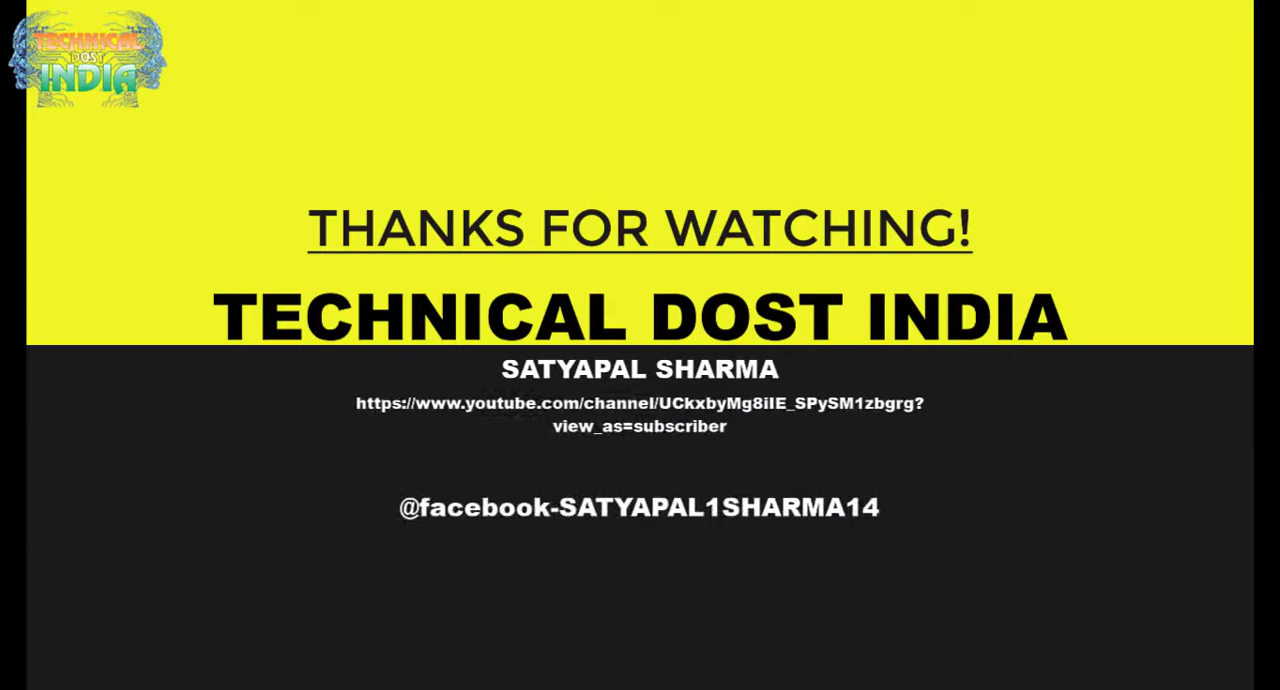 TECHNICAL
DOST
INDIA
THANKS FOR WATCHING!
TECHNICAL DOST INDIA
SATYAPAL SHARMA
https://www.youtube.com/channel/UCkxbyMg8iIE_SPySM1zbgrg?
view_as=subscriber
@facebook-SATYAPAL1SHARMA14